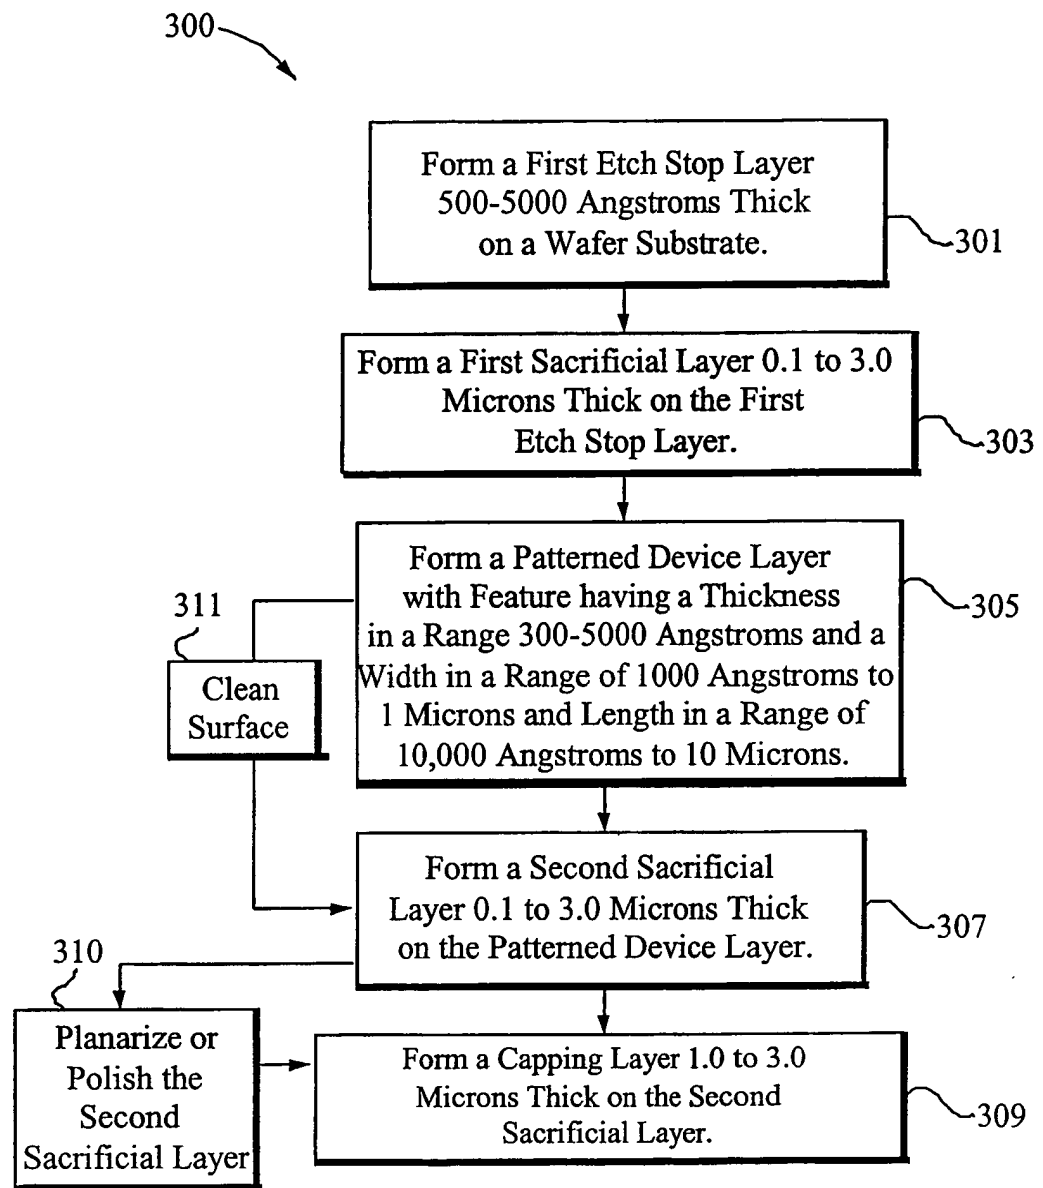 300
Form a First Etch Stop Layer
500-5000 Angstroms Thick
on a Wafer Substrate.
301
Form a First Sacrificial Layer 0.1 to 3.0
Microns Thick on the First
Etch Stop Layer.
303
Form a Patterned Device Layer
with Feature having a Thickness
in a Range 300-5000 Angstroms and a
Width in a Range of 1000 Angstroms to
1 Microns and Length in a Range of
10,000 Angstroms to 10 Microns.
305
311
Clean
Surface
Form a Second Sacrificial
Layer 0.1 to 3.0 Microns Thick
on the Patterned Device Layer.
307
310
Planarize or
Polish the
Second
Sacrificial Layer
Form a Capping Layer 1.0 to 3.0
Microns Thick on the Second
Sacrificial Layer.
309